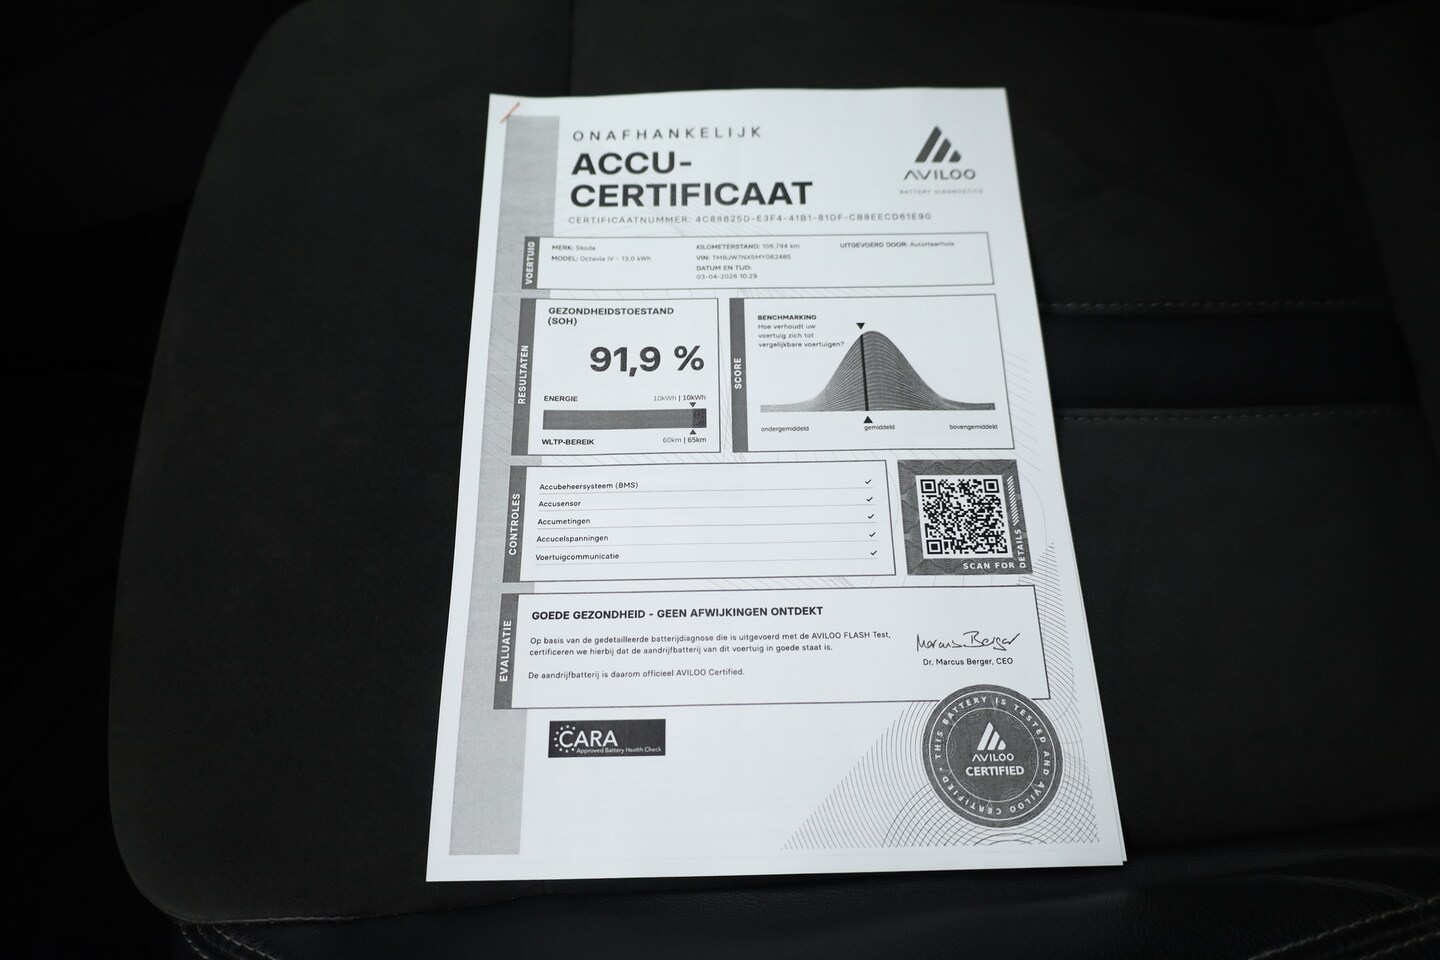 ONAFHANKELIJK
ACCU-
CERTIFICAAT
CERTIFICAATNUMMER: 4C88625D-E3F4-41B1-81DF-CB8EECD61E90
AVILOO
BATTERY DIAGNOSTICS
VOERTUIG
MERK: Skoda
MODEL: Octavia IV - 13,0 kWh
KILOMETERSTAND: 106.794 km
VIN: TMBJW7NX5MY062485
DATUM EN TIJD:
03-04-2026 10:29
UITGEVOERD DOOR: AutoHaarhuis
RESULTATEN
GEZONDHEIDSTOESTAND
(SOH)
91,9 %
ENERGIE 10kWh | 10kWh
WLTP-BEREIK 60km | 65km
SCORE
BENCHMARKING
Hoe verhoudt uw
voertuig zich tot
vergelijkbare voertuigen?
ondergemiddeld gemiddeld bovengemiddeld
CONTROLES
Accubeheersysteem (BMS) ✓
Accusensor ✓
Accumetingen ✓
Accucelspanningen ✓
Voertuigcommunicatie ✓
SCAN FOR DETAILS
EVALUATIE
GOEDE GEZONDHEID - GEEN AFWIJKINGEN ONTDEKT
Op basis van de gedetailleerde batterijdiagnose die is uitgevoerd met de AVILOO FLASH Test,
certificeren we hierbij dat de aandrijfbatterij van dit voertuig in goede staat is.
De aandrijfbatterij is daarom officieel AVILOO Certified.
Marcus Berger
Dr. Marcus Berger, CEO
CARA
Approved Battery Health Check
THIS BATTERY IS TESTED AND AVILOO CERTIFIED
AVILOO
CERTIFIED